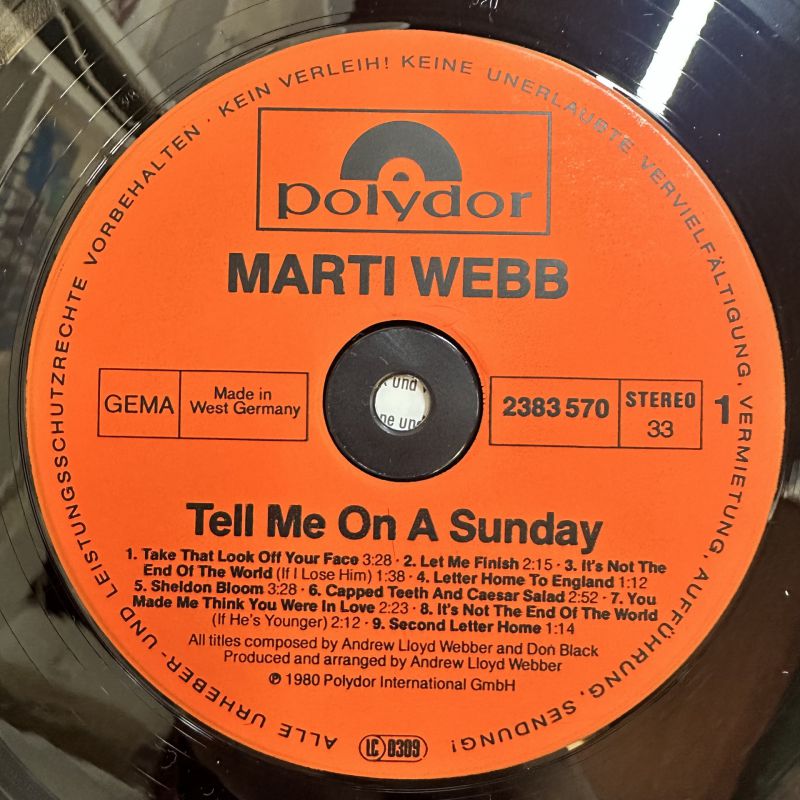 ALLE URHEBER- UND LEISTUNGSSCHUTZRECHTE VORBEHALTEN · KEIN VERLEIH! KEINE UNERLAUBTE VERVIELFÄLTIGUNG, VERMIETUNG, AUFFÜHRUNG, SENDUNG!
polydor
MARTI WEBB
GEMA
Made in
West Germany
und
ne und
2383 570
STEREO
33
1
Tell Me On A Sunday
1. Take That Look Off Your Face 3:28 · 2. Let Me Finish 2:15 · 3. It's Not The
End Of The World (If I Lose Him) 1:38 · 4. Letter Home To England 1:12
5. Sheldon Bloom 3:28 · 6. Capped Teeth And Caesar Salad 2:52 · 7. You
Made Me Think You Were In Love 2:23 · 8. It's Not The End Of The World
(If He's Younger) 2:12 · 9. Second Letter Home 1:14
All titles composed by Andrew Lloyd Webber and Don Black
Produced and arranged by Andrew Lloyd Webber
℗ 1980 Polydor International GmbH
LC 0309